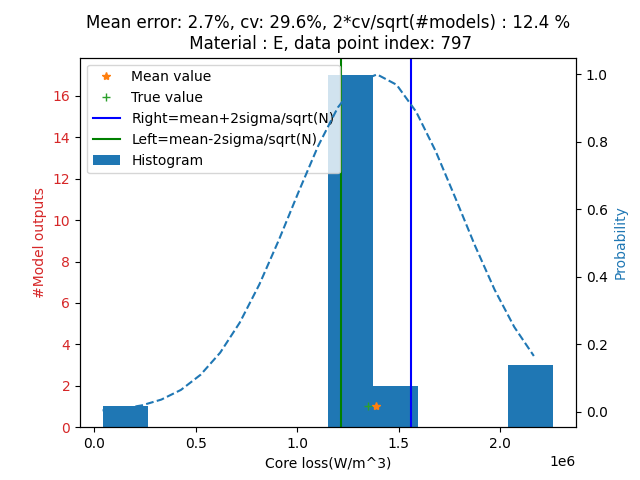 Mean error: 2.7%, cv: 29.6%, 2*cv/sqrt(#models) : 12.4 %
Material : E, data point index: 797
Mean value
True value
Right=mean+2sigma/sqrt(N)
Left=mean-2sigma/sqrt(N)
Histogram
#Model outputs
16
14
12
10
8
6
4
2
0
1.0
0.8
0.6
0.4
0.2
0.0
Probability
0.0 0.5 1.0 1.5 2.0
1e6
Core loss(W/m^3)